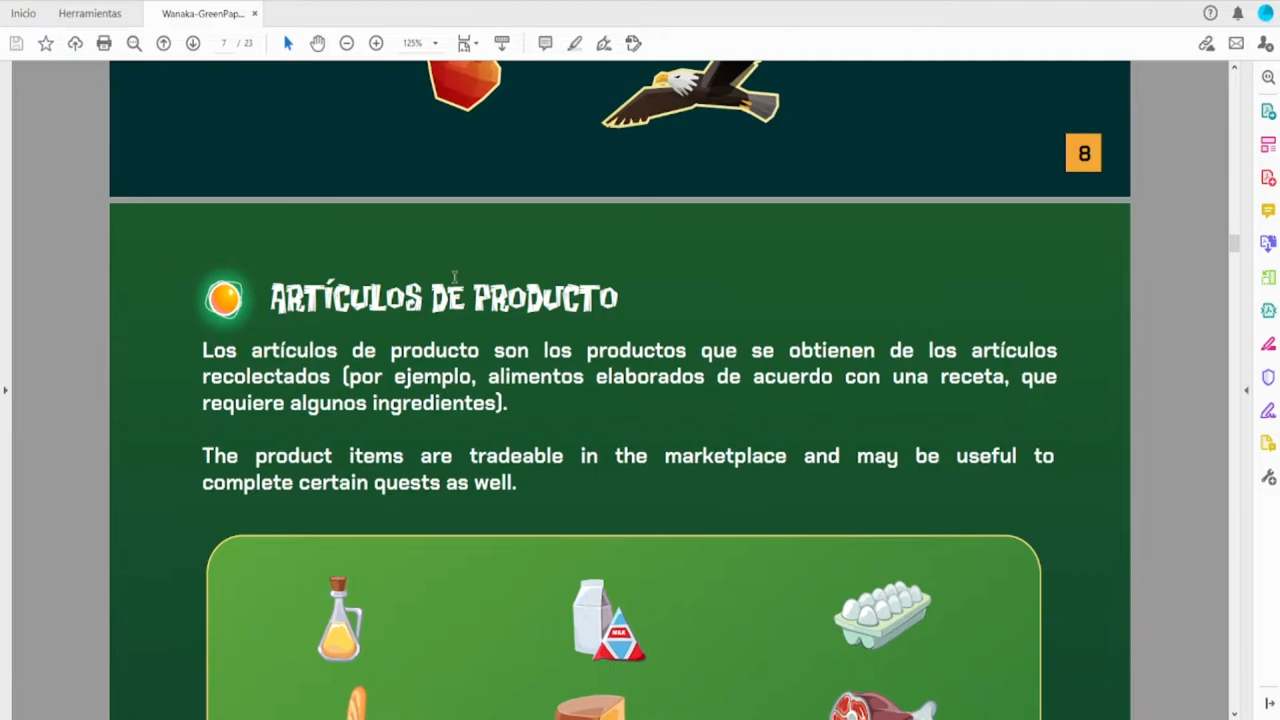 Inicio
Herramientas
Wanaka-GreenPap...
7 / 23
125%
8
ARTÍCULOS DE PRODUCTO
Los artículos de producto son los productos que se obtienen de los artículos
recolectados (por ejemplo, alimentos elaborados de acuerdo con una receta, que
requiere algunos ingredientes).
The product items are tradeable in the marketplace and may be useful to
complete certain quests as well.
MILK